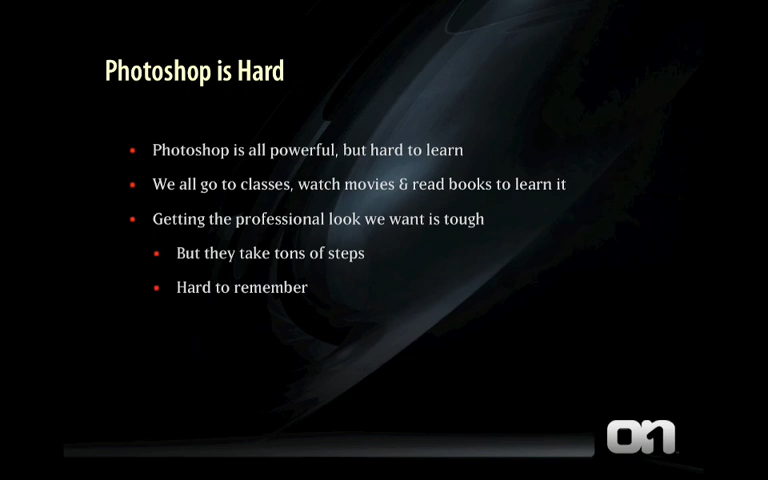 Photoshop is Hard
Photoshop is all powerful, but hard to learn
We all go to classes, watch movies & read books to learn it
Getting the professional look we want is tough
But they take tons of steps
Hard to remember
on